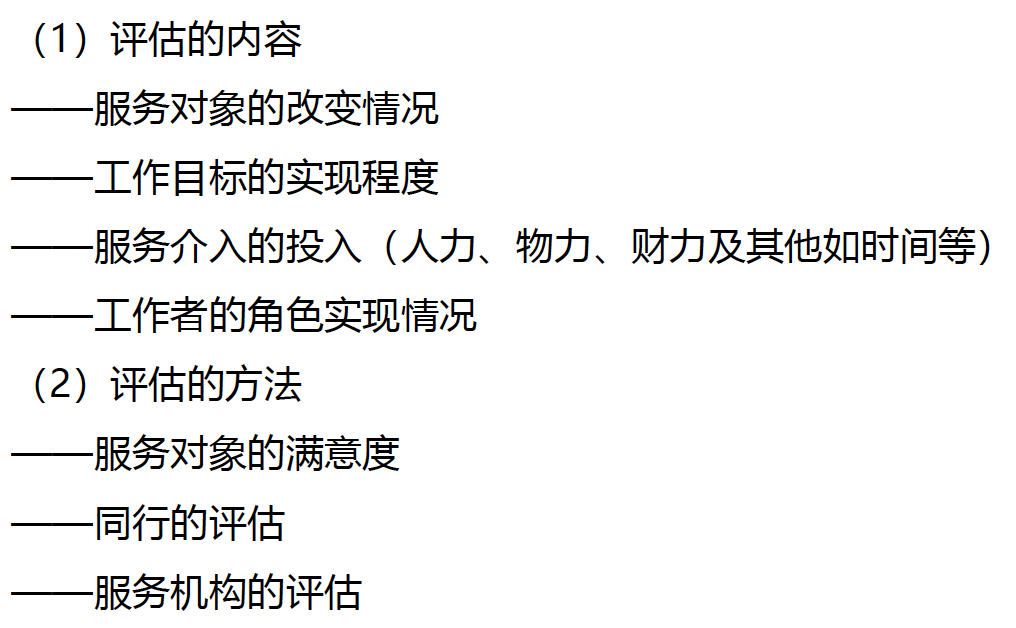 （1）评估的内容
——服务对象的改变情况
——工作目标的实现程度
——服务介入的投入（人力、物力、财力及其他如时间等）
——工作者的角色实现情况
（2）评估的方法
——服务对象的满意度
——同行的评估
——服务机构的评估